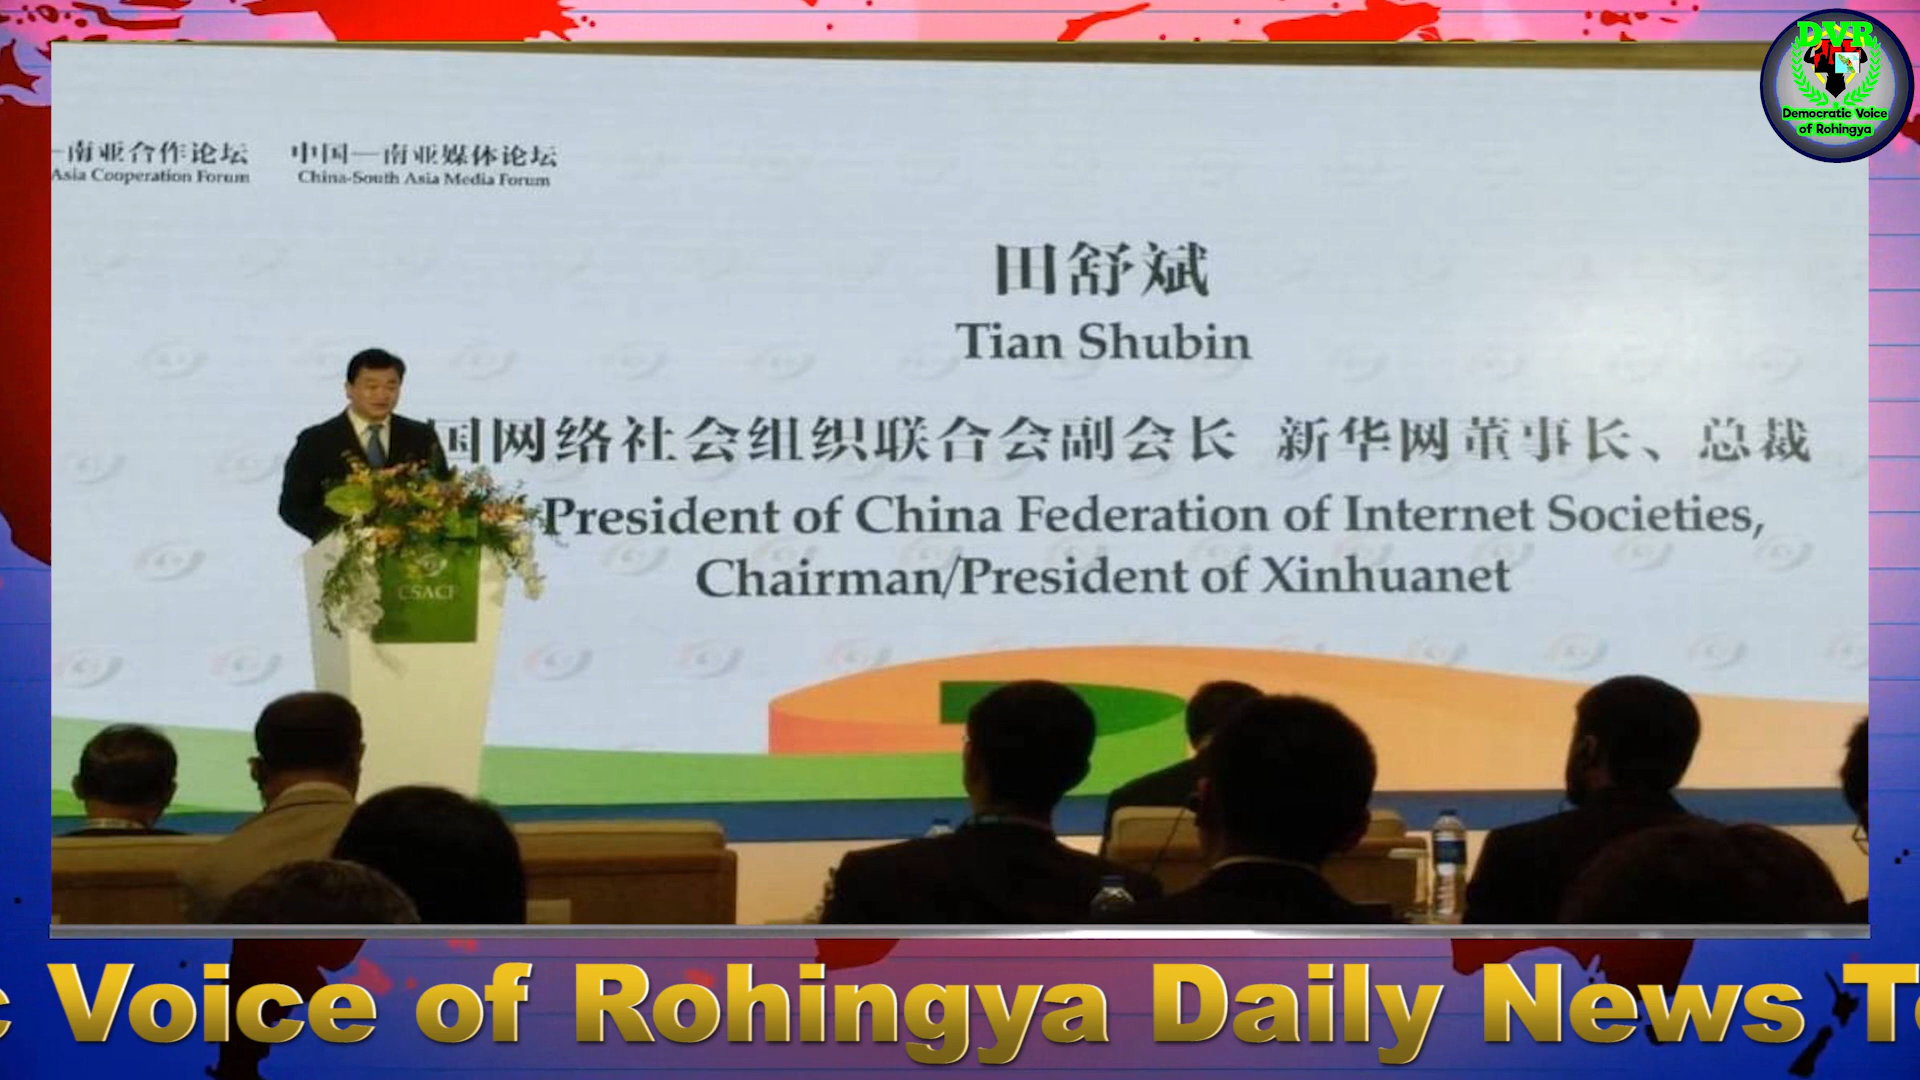 DVR
Democratic Voice
of Rohingya
南亚合作论坛
Asia Cooperation Forum
中国—南亚媒体论坛
China-South Asia Media Forum
田舒斌
Tian Shubin
国网络社会组织联合会副会长 新华网董事长、总裁
President of China Federation of Internet Societies,
Chairman/President of Xinhuanet
CSACF
Voice of Rohingya Daily News